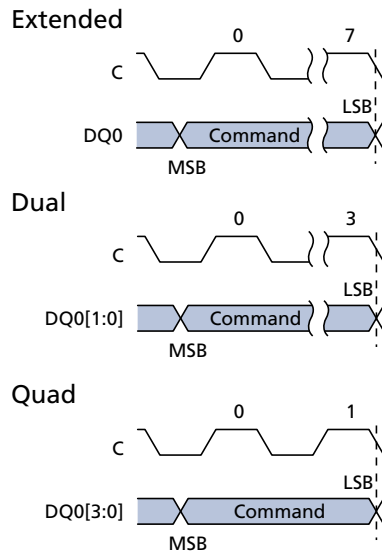 Extended
0 7
C
LSB
DQ0 Command
MSB
Dual
0 3
C
LSB
DQ0[1:0] Command
MSB
Quad
0 1
C
LSB
DQ0[3:0] Command
MSB